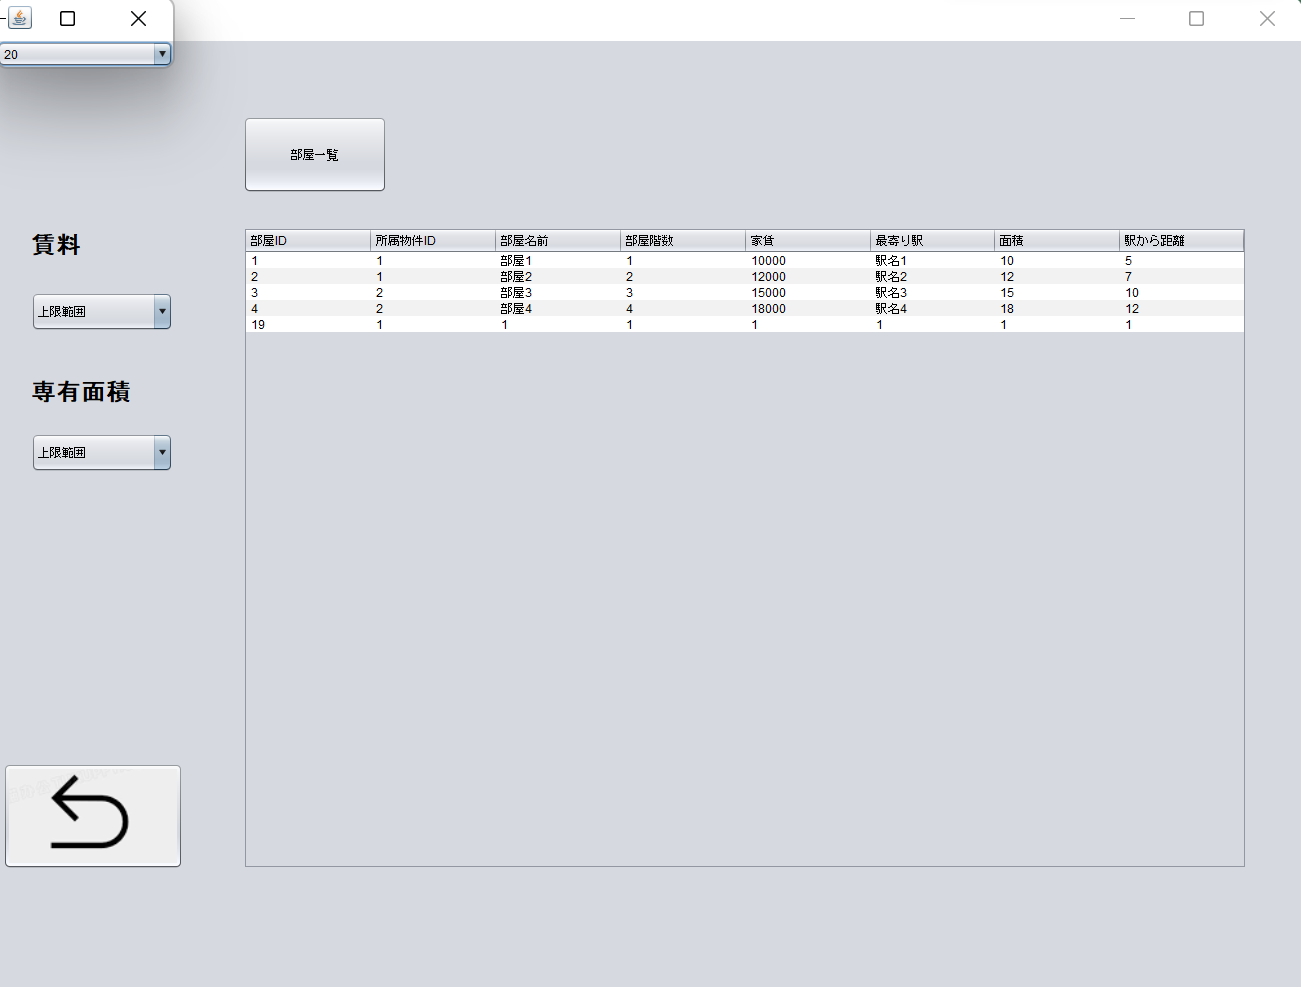 20
部屋一覧
賃料
上限範囲
専有面積
上限範囲
部屋ID 所属物件ID 部屋名前 部屋階数 家賃 最寄り駅 面積 駅から距離
1 1 部屋1 1 10000 駅名1 10 5
2 1 部屋2 2 12000 駅名2 12 7
3 2 部屋3 3 15000 駅名3 15 10
4 2 部屋4 4 18000 駅名4 18 12
19 1 1 1 1 1 1 1